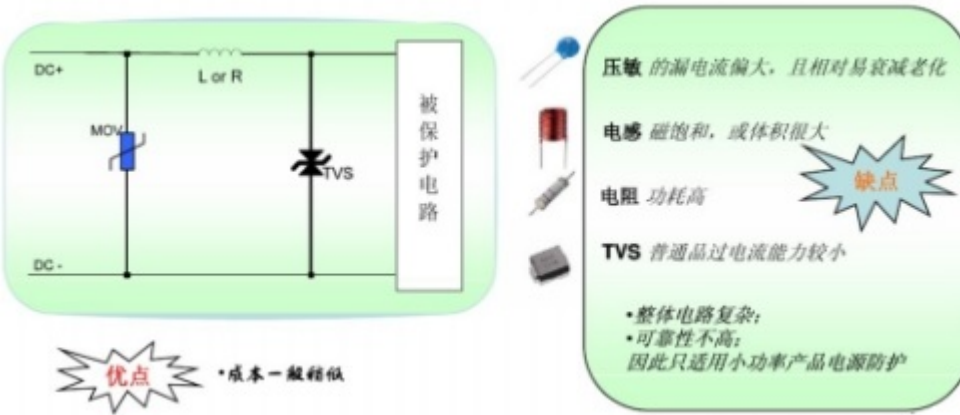 DC+
L or R
MOV
TVS
DC -
被保护电路
优点
•成本一般稍低
压敏 的漏电流偏大，且相对易衰减老化
电感 磁饱和，或体积很大
电阻 功耗高
TVS 普通品过电流能力较小
缺点
•整体电路复杂;
•可靠性不高;
因此只适用小功率产品电源防护